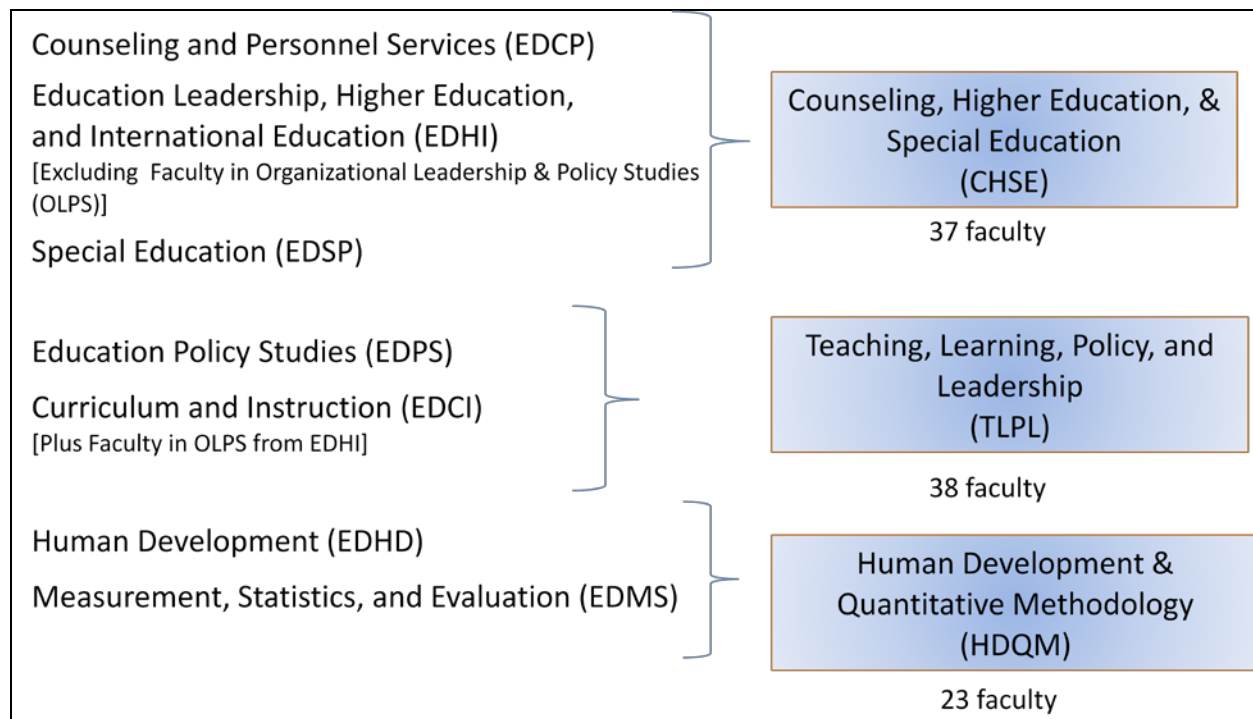 Counseling and Personnel Services (EDCP)
Education Leadership, Higher Education,
and International Education (EDHI)
[Excluding Faculty in Organizational Leadership & Policy Studies
(OLPS)]
Special Education (EDSP)
Counseling, Higher Education, &
Special Education
(CHSE)
37 faculty
Education Policy Studies (EDPS)
Curriculum and Instruction (EDCI)
[Plus Faculty in OLPS from EDHI]
Teaching, Learning, Policy, and
Leadership
(TLPL)
38 faculty
Human Development (EDHD)
Measurement, Statistics, and Evaluation (EDMS)
Human Development &
Quantitative Methodology
(HDQM)
23 faculty